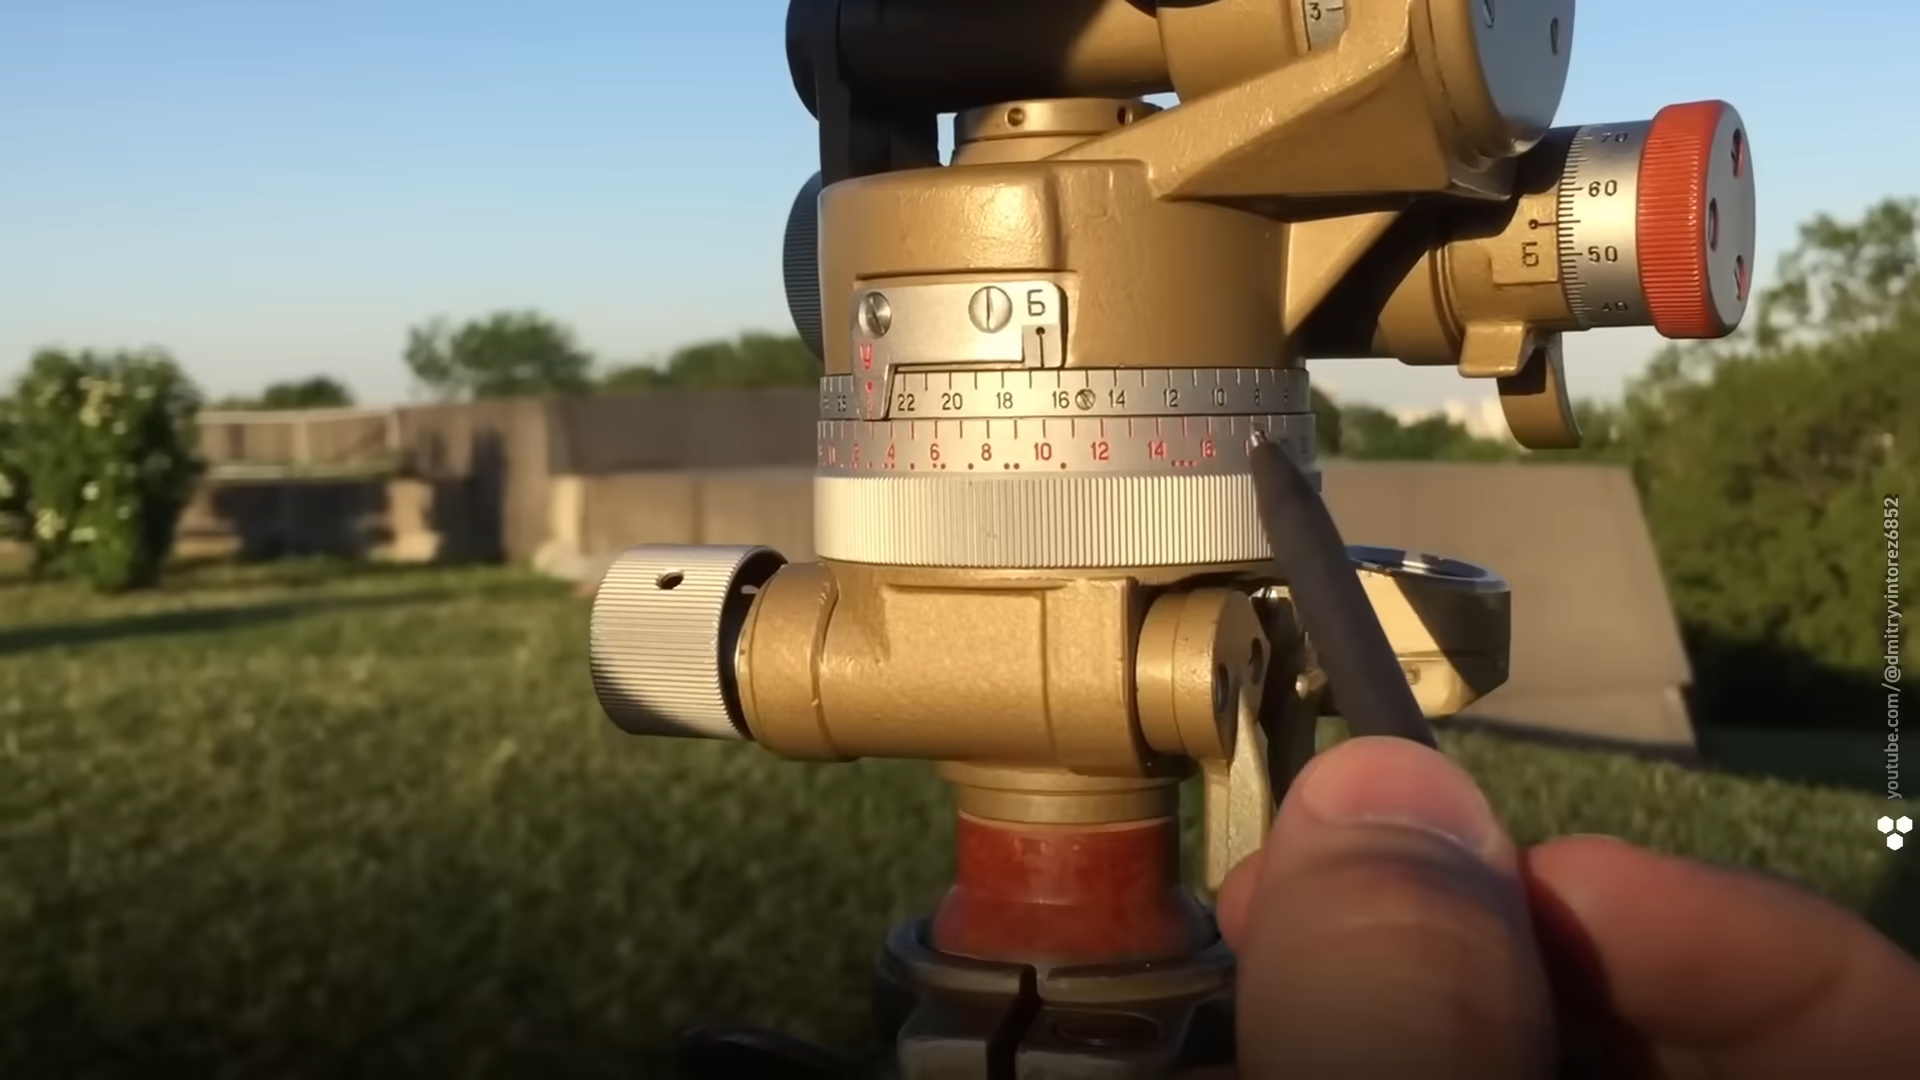 3
70
60
Б
50
40
Б
У
22 20 18 16 14 12 10 8
2 4 6 8 10 12 14 16
youtube.com/@dmitryvintorez6852